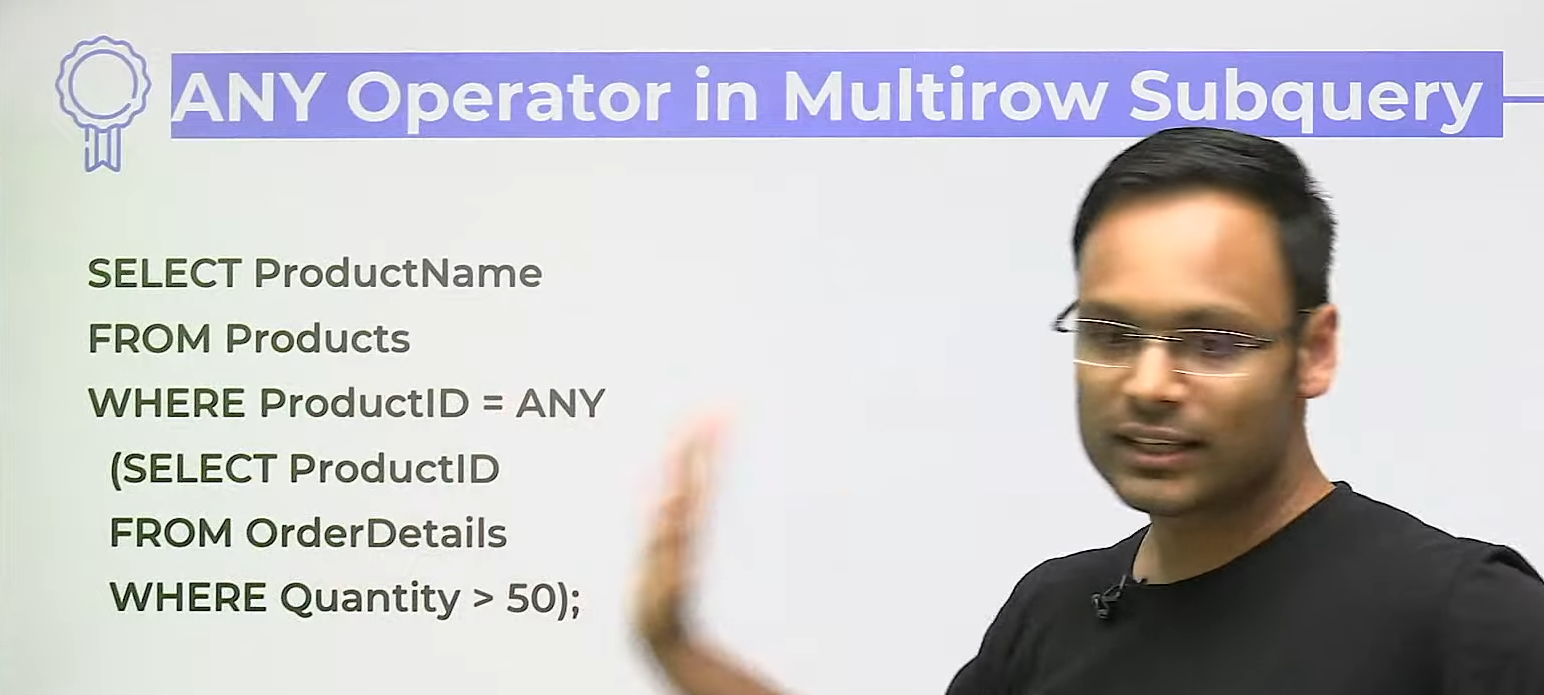 ANY Operator in Multirow Subquery
SELECT ProductName
FROM Products
WHERE ProductID = ANY
(SELECT ProductID
FROM OrderDetails
WHERE Quantity > 50);